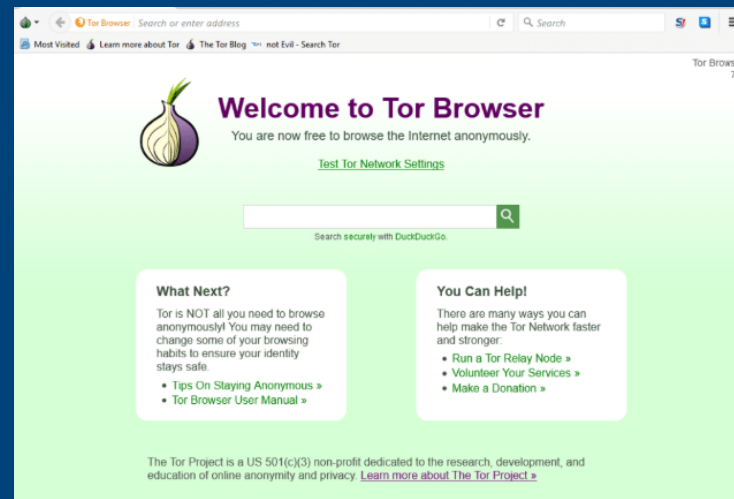 Tor Browser Search or enter address
Search
Most Visited Learn more about Tor The Tor Blog not Evil - Search Tor
Tor Brows
Welcome to Tor Browser
You are now free to browse the Internet anonymously.
Test Tor Network Settings
Search securely with DuckDuckGo.
What Next?
Tor is NOT all you need to browse
anonymously! You may need to
change some of your browsing
habits to ensure your identity
stays safe.
Tips On Staying Anonymous »
Tor Browser User Manual »
You Can Help!
There are many ways you can
help make the Tor Network faster
and stronger:
Run a Tor Relay Node »
Volunteer Your Services »
Make a Donation »
The Tor Project is a US 501(c)(3) non-profit dedicated to the research, development, and
education of online anonymity and privacy. Learn more about The Tor Project »